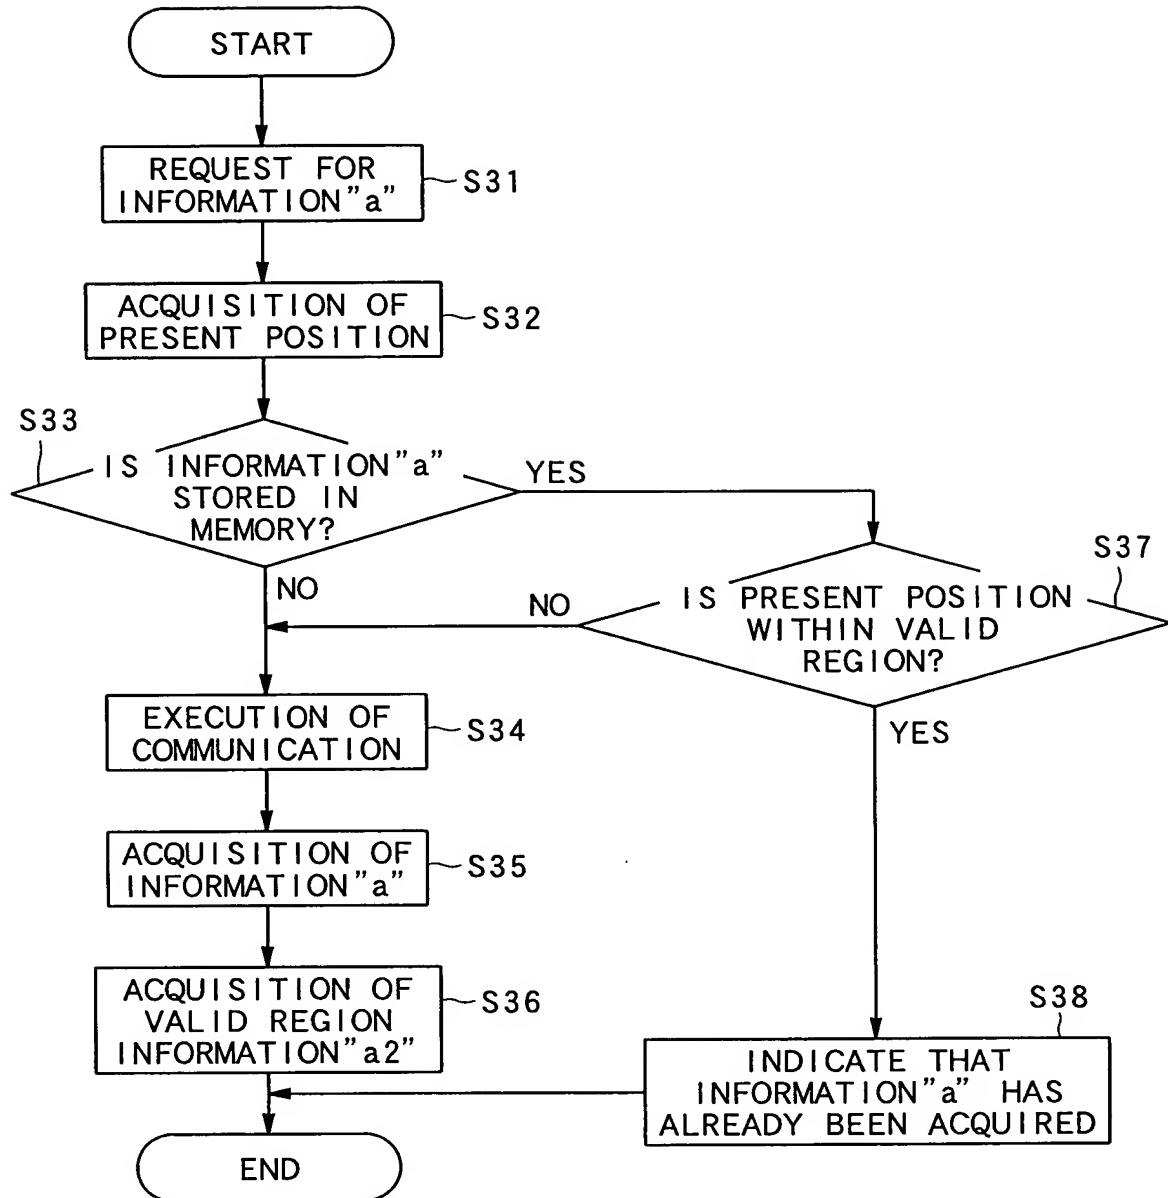 START
REQUEST FOR
INFORMATION"a"
S31
ACQUISITION OF
PRESENT POSITION
S32
S33
IS INFORMATION"a"
STORED IN
MEMORY?
YES
NO
S37
IS PRESENT POSITION
WITHIN VALID
REGION?
NO
YES
EXECUTION OF
COMMUNICATION
S34
ACQUISITION OF
INFORMATION"a"
S35
ACQUISITION OF
VALID REGION
INFORMATION"a2"
S36
S38
INDICATE THAT
INFORMATION"a" HAS
ALREADY BEEN ACQUIRED
END